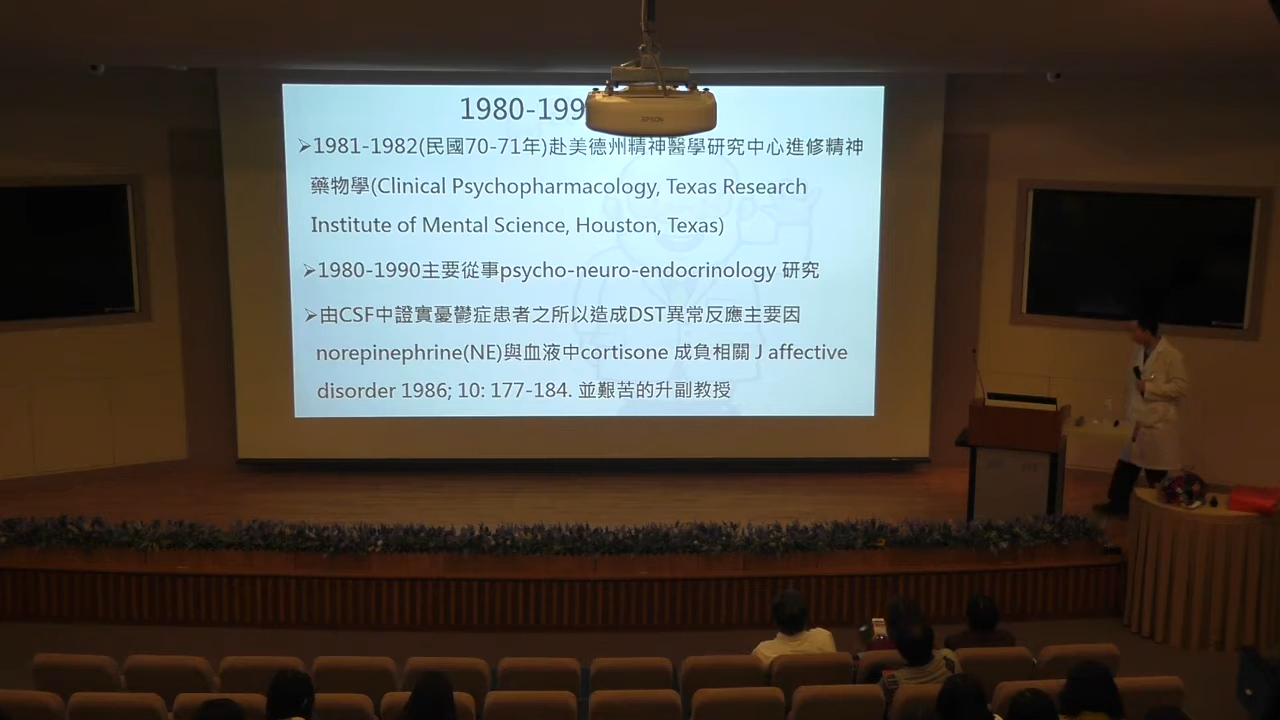 1980-199
➢1981-1982(民國70-71年)赴美德州精神醫學研究中心進修精神
藥物學(Clinical Psychopharmacology, Texas Research
Institute of Mental Science, Houston, Texas)
➢1980-1990主要從事psycho-neuro-endocrinology 研究
➢由CSF中證實憂鬱症患者之所以造成DST異常反應主要因
norepinephrine(NE)與血液中cortisone 成負相關 J affective
disorder 1986; 10: 177-184. 並艱苦的升副教授
EPSON